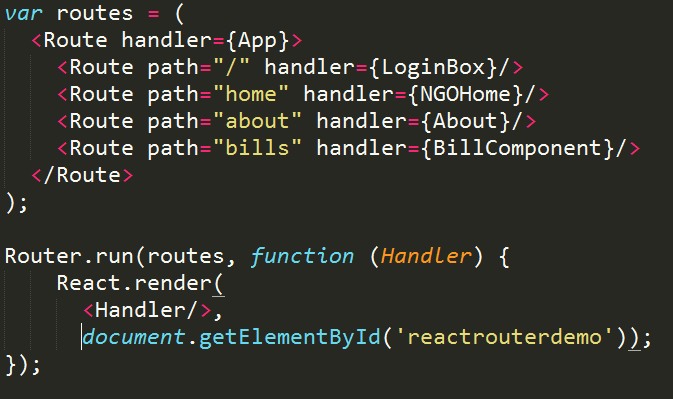 var routes = (
  <Route handler={App}>
    <Route path="/" handler={LoginBox}/>
    <Route path="home" handler={NGOHome}/>
    <Route path="about" handler={About}/>
    <Route path="bills" handler={BillComponent}/>
  </Route>
);

Router.run(routes, function (Handler) {
    React.render(
      <Handler/>,
      document.getElementById('reactrouterdemo'));
});